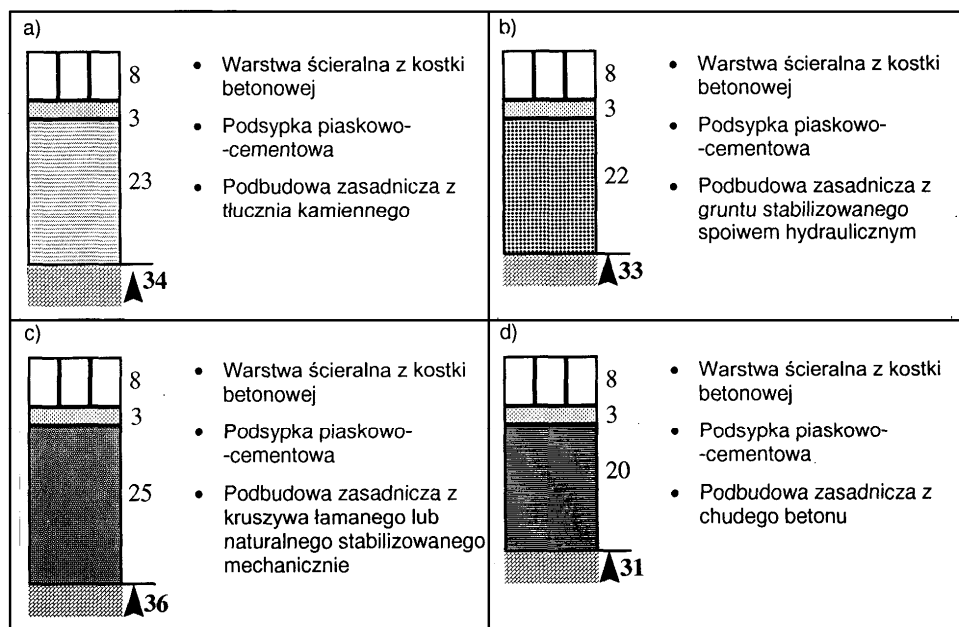 a)
8
3
23
34
• Warstwa ścieralna z kostki
betonowej
• Podsypka piaskowo-
-cementowa
• Podbudowa zasadnicza z
tłucznia kamiennego
b)
8
3
22
33
• Warstwa ścieralna z kostki
betonowej
• Podsypka piaskowo-
-cementowa
• Podbudowa zasadnicza z
gruntu stabilizowanego
spoiwem hydraulicznym
c)
8
3
25
36
• Warstwa ścieralna z kostki
betonowej
• Podsypka piaskowo-
-cementowa
• Podbudowa zasadnicza z
kruszywa łamanego lub
naturalnego stabilizowanego
mechanicznie
d)
8
3
20
31
• Warstwa ścieralna z kostki
betonowej
• Podsypka piaskowo-
-cementowa
• Podbudowa zasadnicza z
chudego betonu